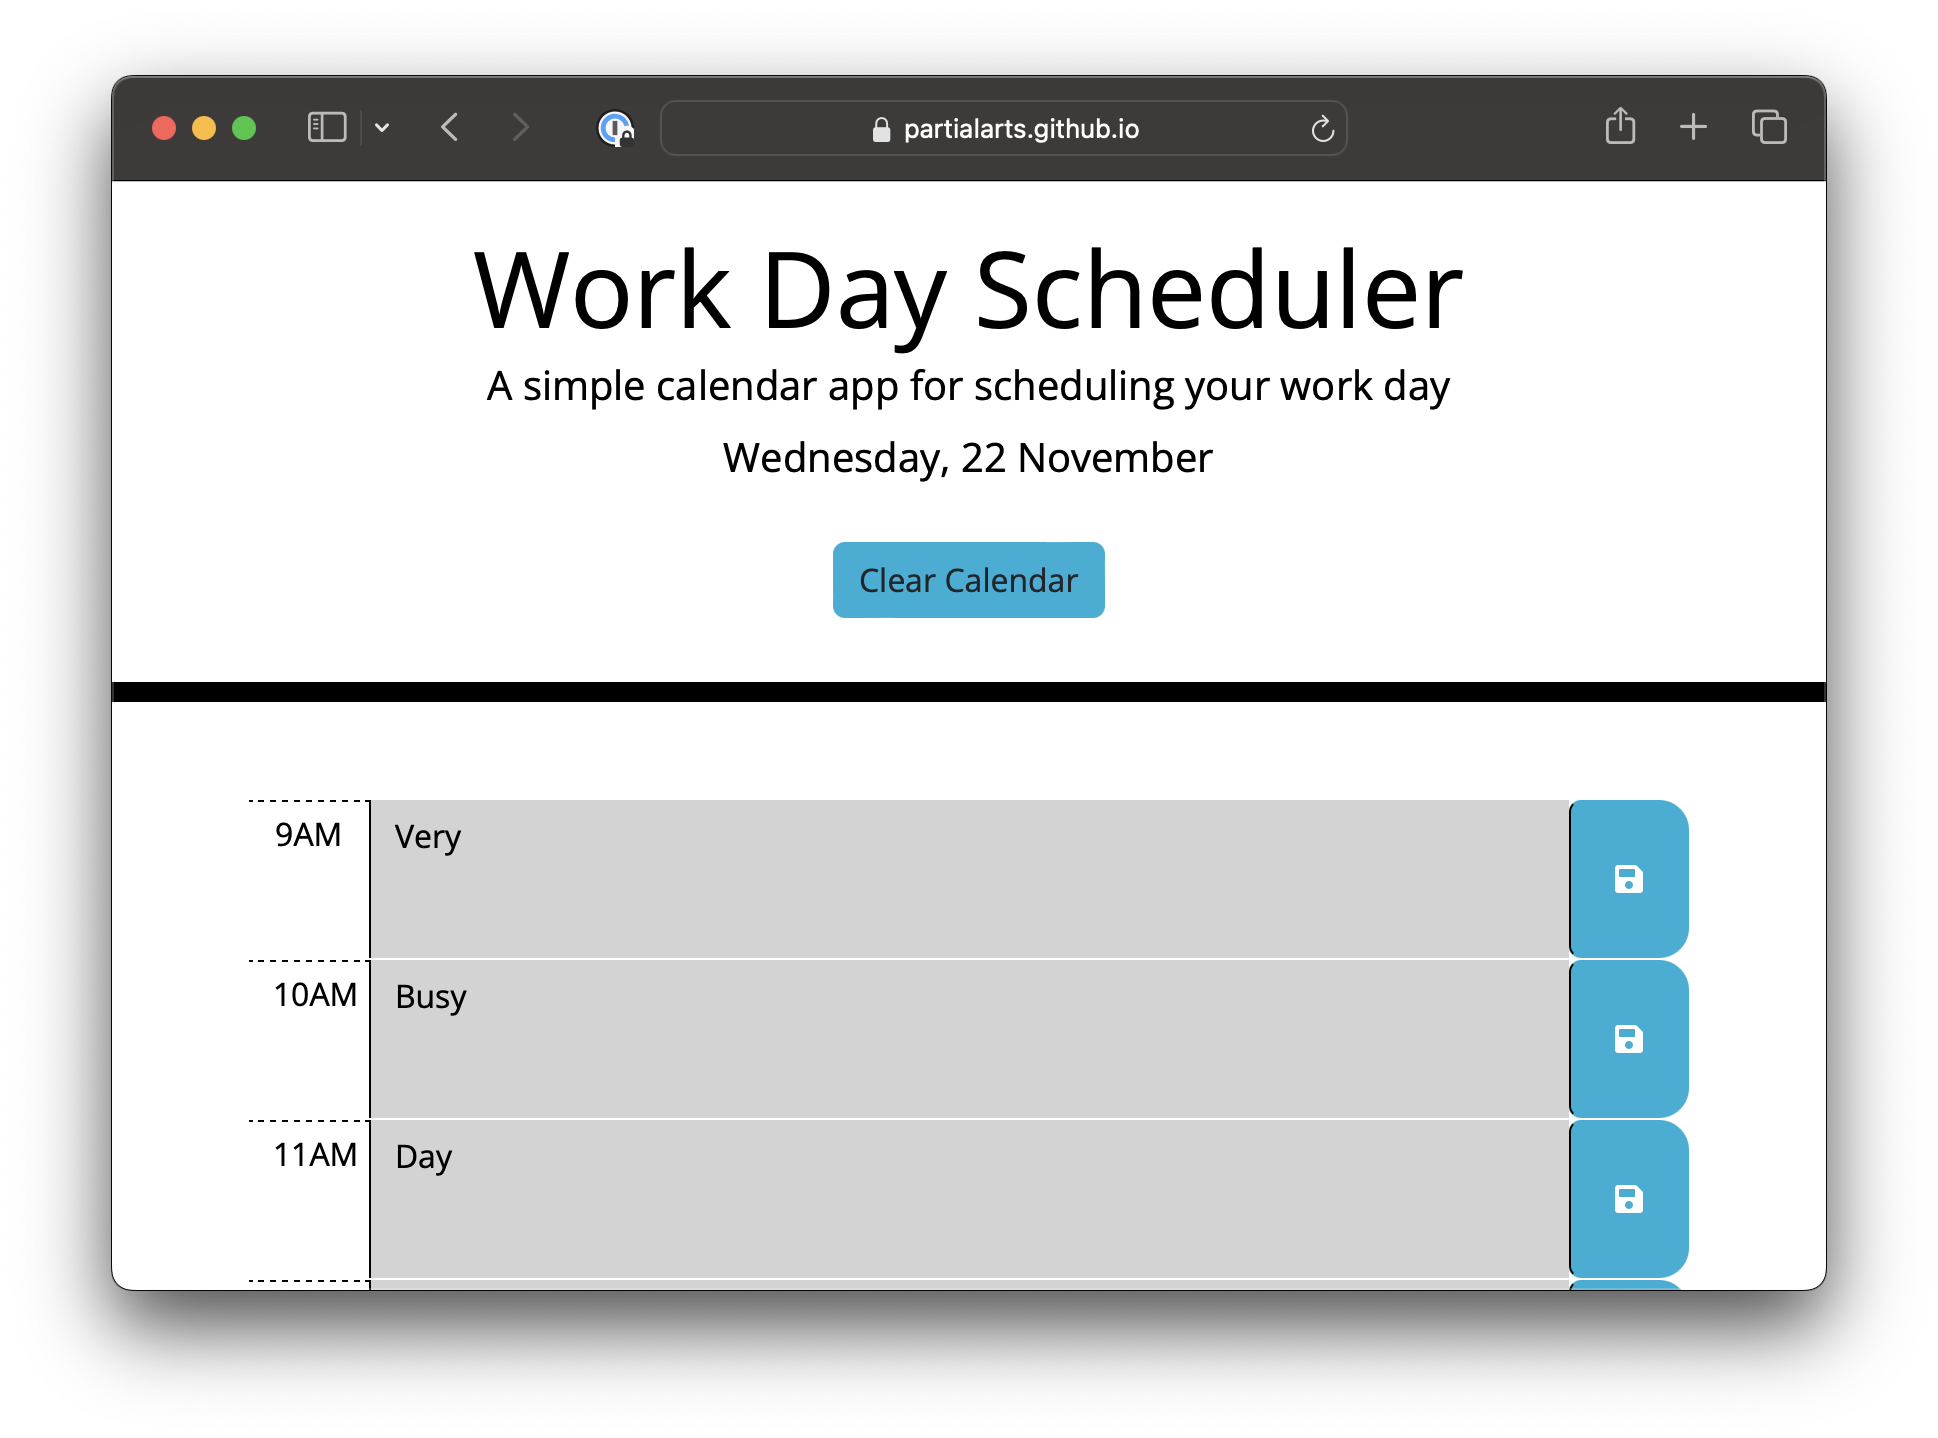 partialarts.github.io
Work Day Scheduler
A simple calendar app for scheduling your work day
Wednesday, 22 November
Clear Calendar
9AM Very
10AM Busy
11AM Day